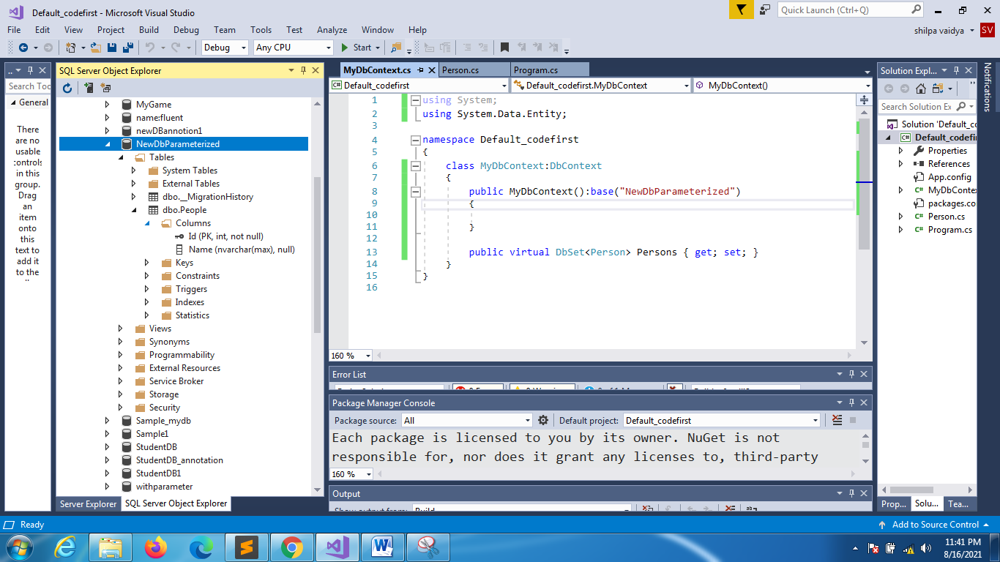 Default_codefirst - Microsoft Visual Studio
Quick Launch (Ctrl+Q)
File Edit View Project Build Debug Team Tools Test Analyze Window Help
shilpa vaidya SV
Debug Any CPU Start
..
Search Too
General
There
are no
usable
controls
in this
group.
Drag
an
item
onto
this
text to
add it
to the
SQL Server Object Explorer
MyGame
name:fluent
newDBannotion1
NewDbParameterized
Tables
System Tables
External Tables
dbo.__MigrationHistory
dbo.People
Columns
Id (PK, int, not null)
Name (nvarchar(max), null)
Keys
Constraints
Triggers
Indexes
Statistics
Views
Synonyms
Programmability
External Resources
Service Broker
Storage
Security
Sample_mydb
Sample1
StudentDB
StudentDB_annotation
StudentDB1
withparameter
Server Explorer SQL Server Object Explorer
MyDbContext.cs Person.cs Program.cs
Default_codefirst Default_codefirst.MyDbContext MyDbContext()
1 using System;
2 using System.Data.Entity;
3
4 namespace Default_codefirst
5 {
6 class MyDbContext:DbContext
7 {
8 public MyDbContext():base("NewDbParameterized")
9 {
10
11 }
12
13 public virtual DbSet<Person> Persons { get; set; }
14 }
15 }
16
160 %
Error List
Package Manager Console
Package source: All Default project: Default_codefirst
Each package is licensed to you by its owner. NuGet is not
responsible for, nor does it grant any licenses to, third-party
160 %
Output
Show output from: Build
Solution Expl...
Search Solution Ex
Solution 'Default_co
Default_codefi
Properties
References
App.config
MyDbConte
packages.co
Person.cs
Program.cs
Prop... Solu... Tea...
Notifications
Ready
Add to Source Control
11:41 PM
8/16/2021